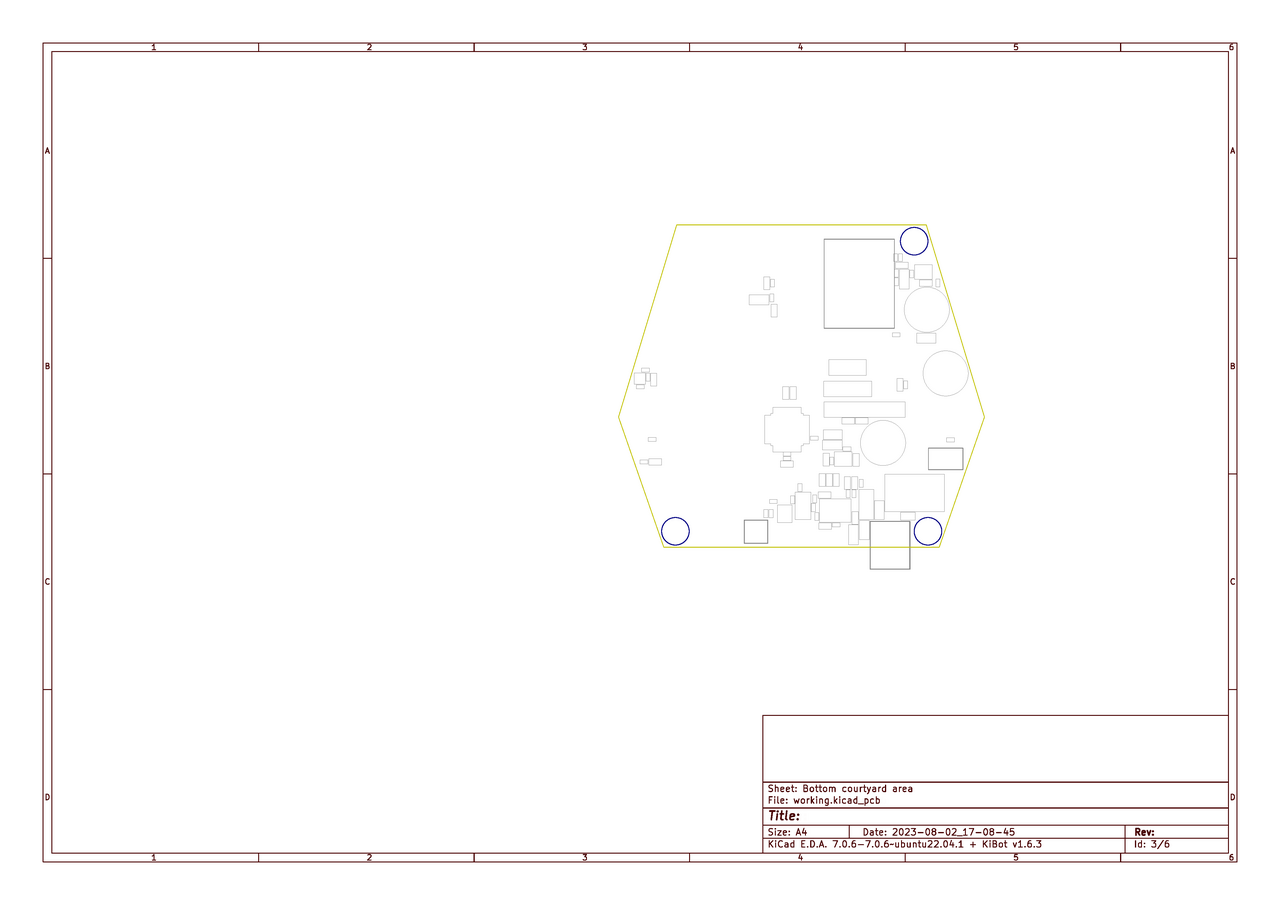 1 2 3 4 5 6
A A
B B
C C
D D
Sheet: Bottom courtyard area
File: working.kicad_pcb
Title:
Size: A4 Date: 2023-08-02_17-08-45 Rev:
KiCad E.D.A. 7.0.6-7.0.6~ubuntu22.04.1 + KiBot v1.6.3 Id: 3/6
1 2 3 4 5 6